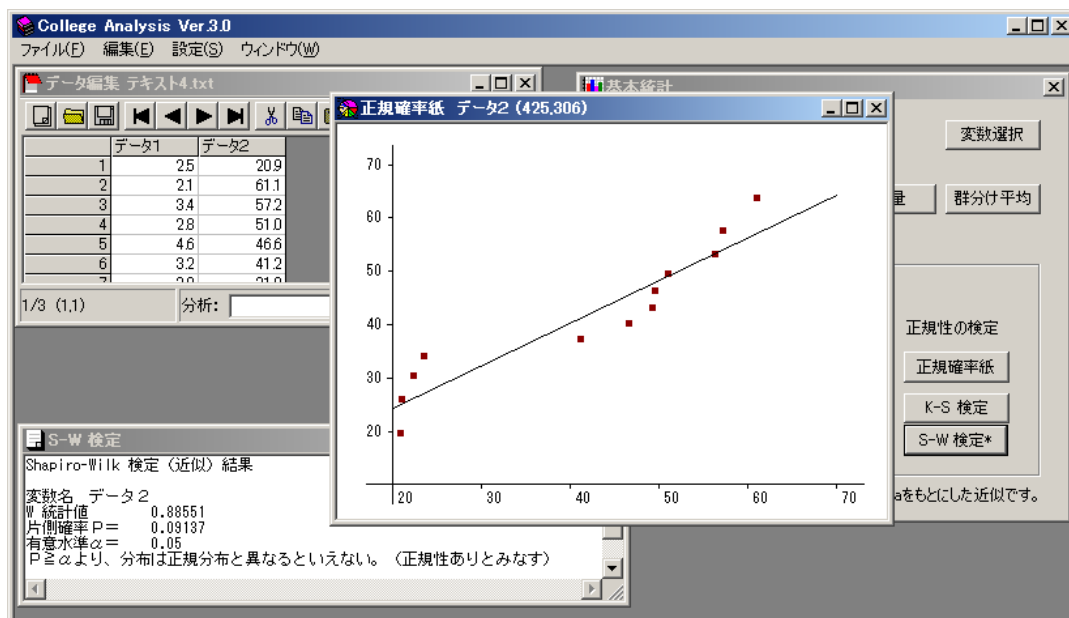 College Analysis Ver.3.0
ファイル(F) 編集(E) 設定(S) ウィンドウ(W)
データ編集 テキスト4.txt
データ1 データ2
1 2.5 20.9
2 2.1 61.1
3 3.4 57.2
4 2.8 51.0
5 4.6 46.6
6 3.2 41.2
1/3 (1,1) 分析:
基本統計
変数選択
量 群分け平均
正規性の検定
正規確率紙
K-S 検定
S-W 検定*
aをもとにした近似です。
正規確率紙 データ2 (425,306)
70
60
50
40
30
20
20 30 40 50 60 70
S-W 検定
Shapiro-Wilk 検定 (近似) 結果
変数名 データ2
W 統計値 0.88551
片側確率P= 0.09137
有意水準α= 0.05
P≧αより、分布は正規分布と異なるといえない。(正規性ありとみなす)